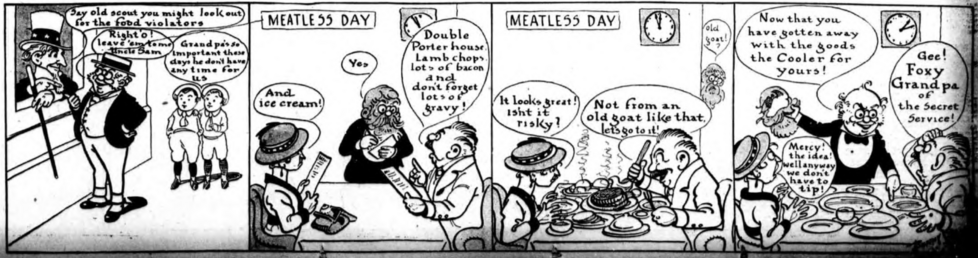 Say old scout you might look out
for the food violators
Right'o!
leave 'em to me
Uncle Sam
Grandpa's so
important these
days he don't have
any time for
us
MEATLESS DAY
And
ice cream!
Yes
Double
Porter house.
Lamb chops.
lots of bacon
and
don't forget
lots of
gravy!
MENU
MEATLESS DAY
old
goat!
It looks great!
Isn't it
risky?
Not from an
old goat like that,
lets go to it!
Now that you
have gotten away
with the goods
the Cooler for
yours!
Mercy!
the idea!
well anyway
we don't
have to
tip!
Gee!
Foxy
Grandpa
of
the Secret
Service!